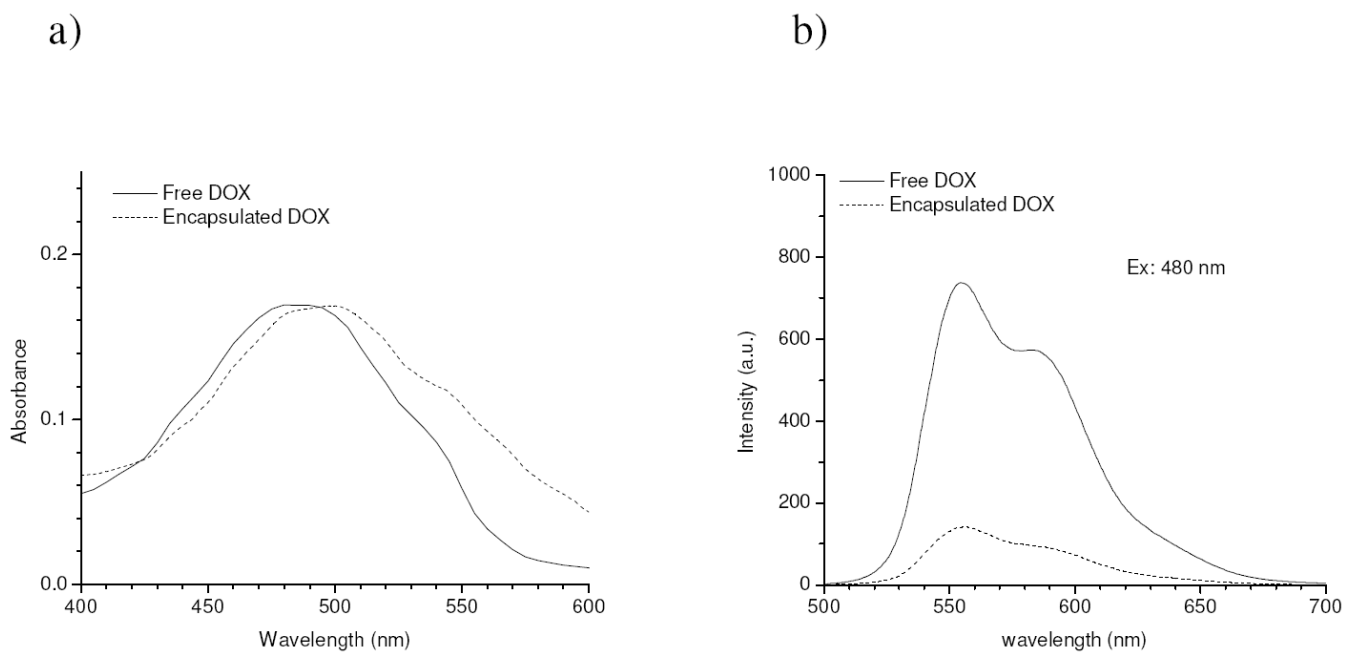 a)
Free DOX
Encapsulated DOX
0.2
0.1
0.0
Absorbance
400 450 500 550 600
Wavelength (nm)
b)
1000
800
600
400
200
0
Free DOX
Encapsulated DOX
Ex: 480 nm
Intensity (a.u.)
500 550 600 650 700
wavelength (nm)